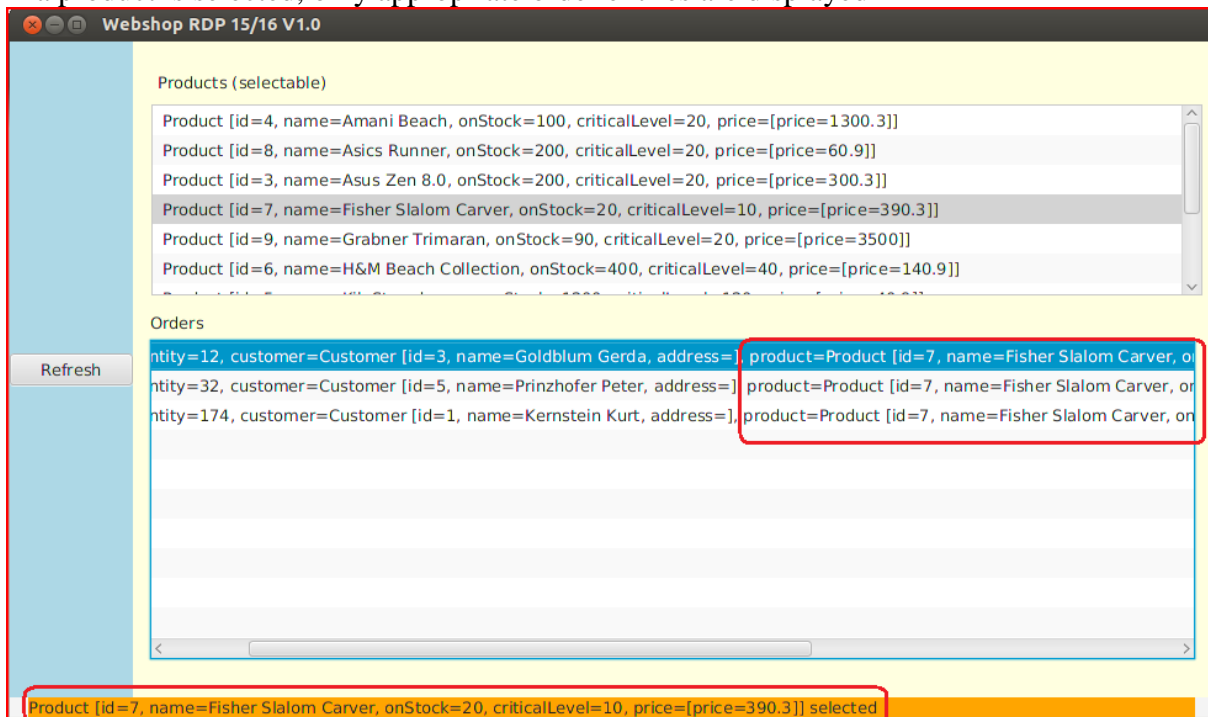 Webshop RDP 15/16 V1.0
Products (selectable)
Product [id=4, name=Amani Beach, onStock=100, criticalLevel=20, price=[price=1300.3]]
Product [id=8, name=Asics Runner, onStock=200, criticalLevel=20, price=[price=60.9]]
Product [id=3, name=Asus Zen 8.0, onStock=200, criticalLevel=20, price=[price=300.3]]
Product [id=7, name=Fisher Slalom Carver, onStock=20, criticalLevel=10, price=[price=390.3]]
Product [id=9, name=Grabner Trimaran, onStock=90, criticalLevel=20, price=[price=3500]]
Product [id=6, name=H&M Beach Collection, onStock=400, criticalLevel=40, price=[price=140.9]]
Orders
Refresh
ntity=12, customer=Customer [id=3, name=Goldblum Gerda, address=], product=Product [id=7, name=Fisher Slalom Carver, o
ntity=32, customer=Customer [id=5, name=Prinzhofer Peter, address=], product=Product [id=7, name=Fisher Slalom Carver, or
ntity=174, customer=Customer [id=1, name=Kernstein Kurt, address=], product=Product [id=7, name=Fisher Slalom Carver, on
Product [id=7, name=Fisher Slalom Carver, onStock=20, criticalLevel=10, price=[price=390.3]] selected